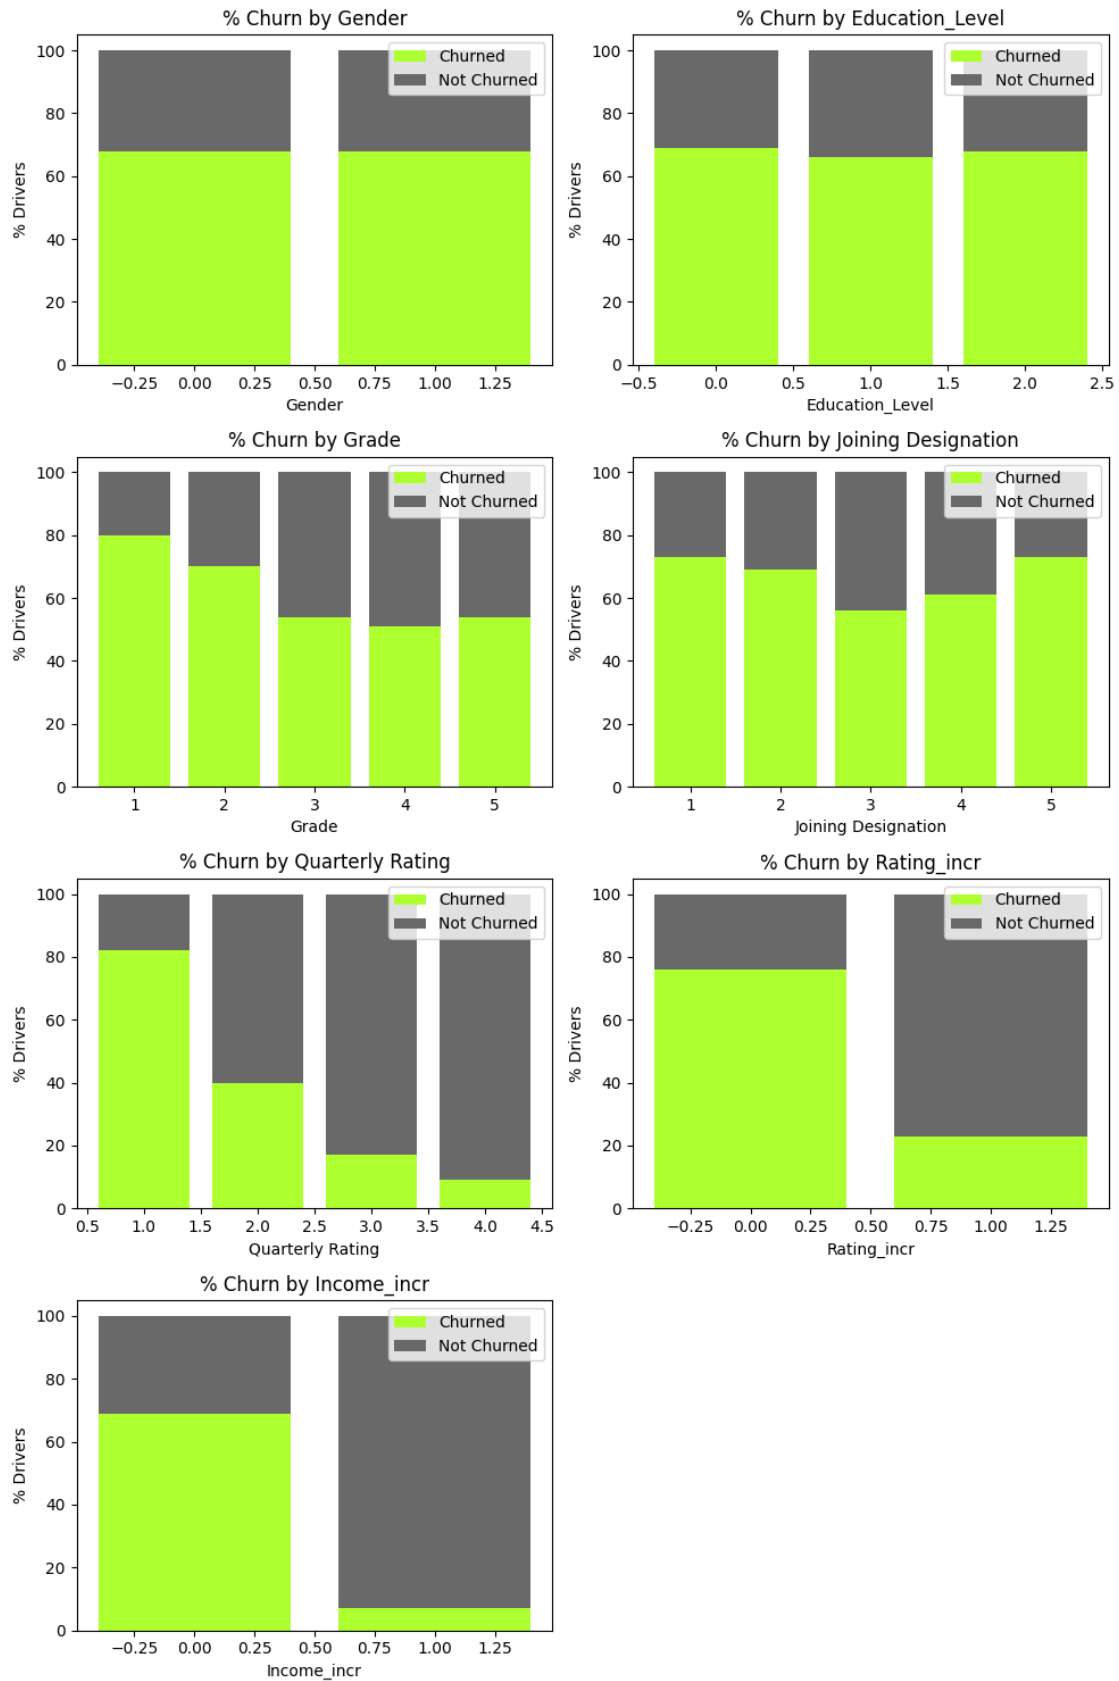 % Churn by Gender
100
80
60
40
20
0
% Drivers
Churned
Not Churned
−0.25 0.00 0.25 0.50 0.75 1.00 1.25
Gender
% Churn by Education_Level
100
80
60
40
20
0
% Drivers
Churned
Not Churned
−0.5 0.0 0.5 1.0 1.5 2.0 2.5
Education_Level
% Churn by Grade
100
80
60
40
20
0
% Drivers
Churned
Not Churned
1 2 3 4 5
Grade
% Churn by Joining Designation
100
80
60
40
20
0
% Drivers
Churned
Not Churned
1 2 3 4 5
Joining Designation
% Churn by Quarterly Rating
100
80
60
40
20
0
% Drivers
Churned
Not Churned
0.5 1.0 1.5 2.0 2.5 3.0 3.5 4.0 4.5
Quarterly Rating
% Churn by Rating_incr
100
80
60
40
20
0
% Drivers
Churned
Not Churned
−0.25 0.00 0.25 0.50 0.75 1.00 1.25
Rating_incr
% Churn by Income_incr
100
80
60
40
20
0
% Drivers
Churned
Not Churned
−0.25 0.00 0.25 0.50 0.75 1.00 1.25
Income_incr